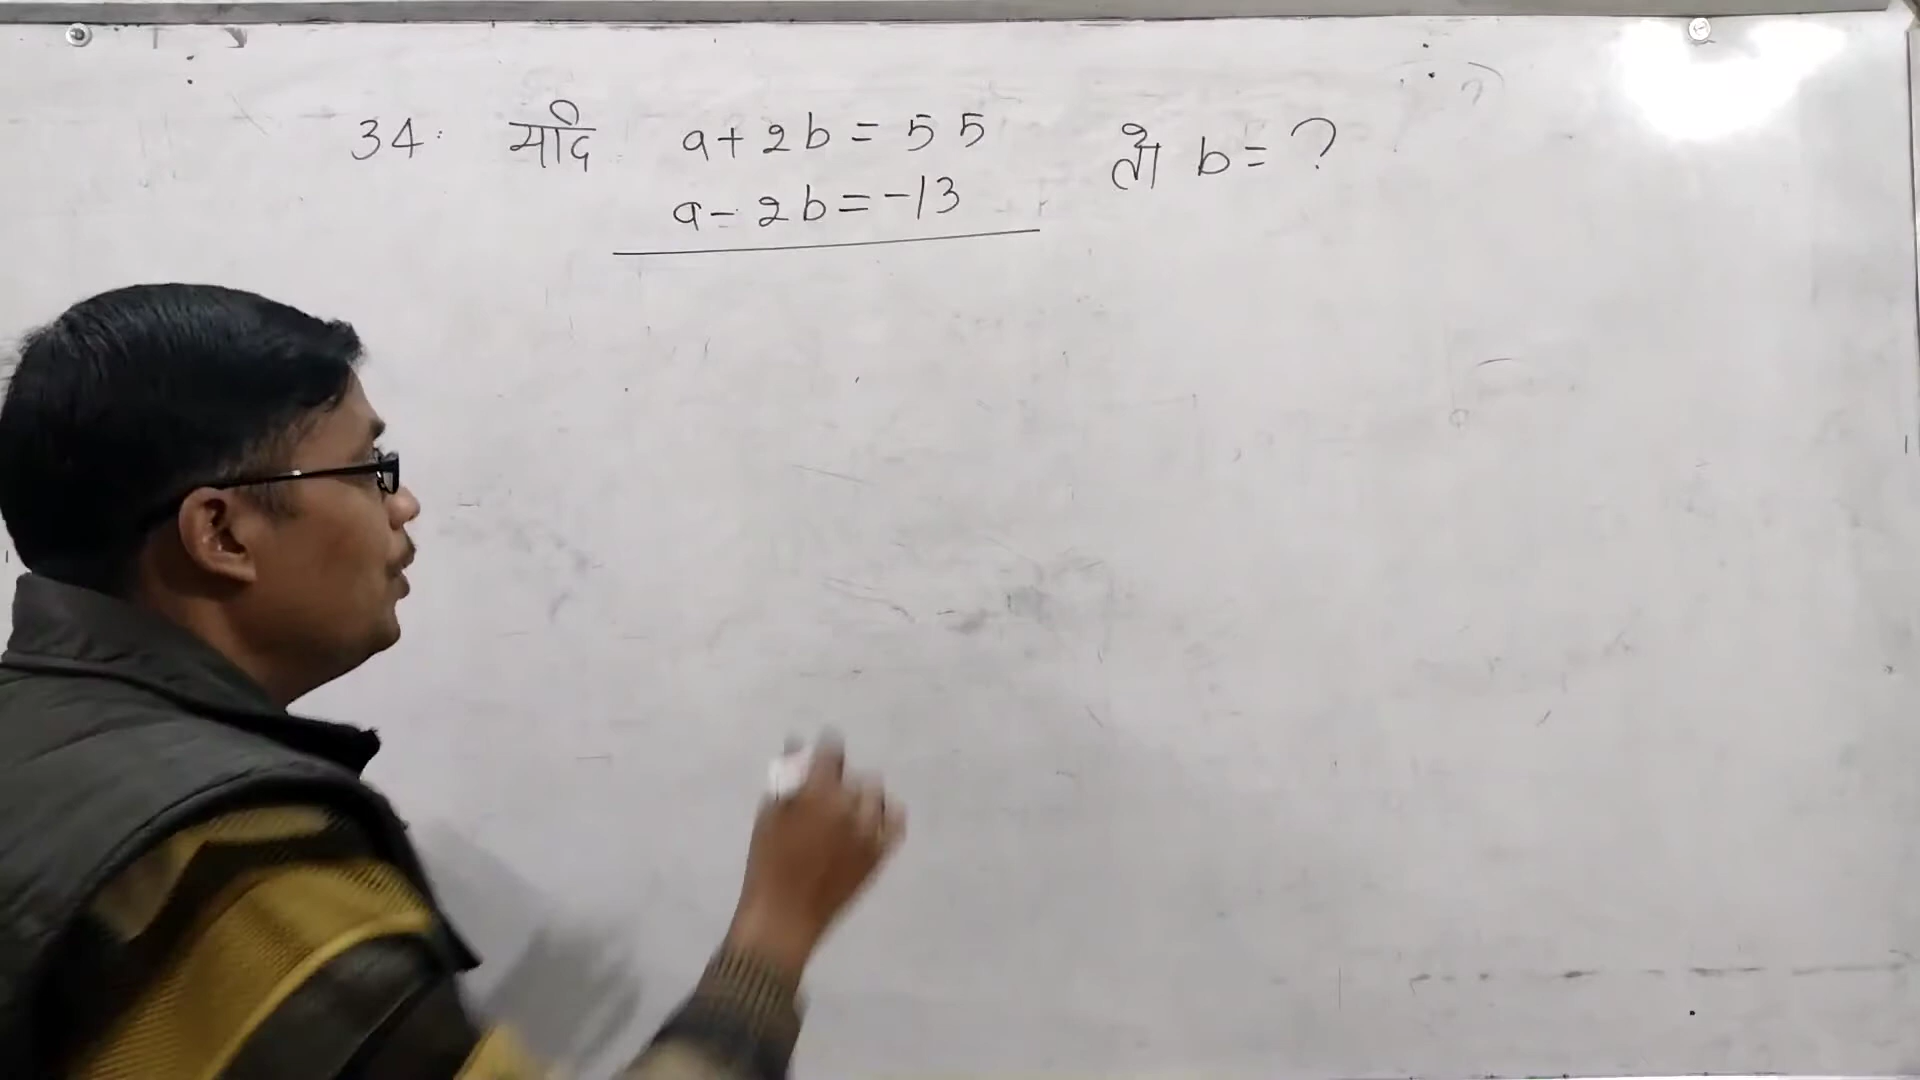 34. यदि a + 2b = 55 तो b = ?
a - 2b = -13